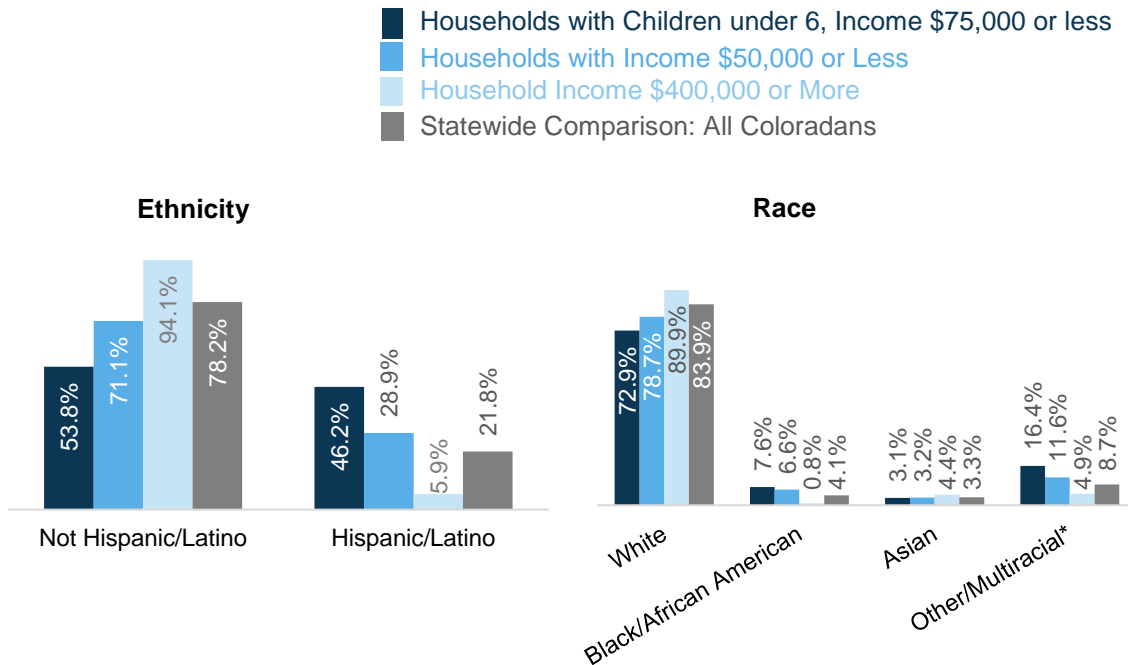 Households with Children under 6, Income $75,000 or less
Households with Income $50,000 or Less
Household Income $400,000 or More
Statewide Comparison: All Coloradans
Ethnicity
53.8%
71.1%
94.1%
78.2%
46.2%
28.9%
5.9%
21.8%
Not Hispanic/Latino
Hispanic/Latino
Race
72.9%
78.7%
89.9%
83.9%
7.6%
6.6%
0.8%
4.1%
3.1%
3.2%
4.4%
3.3%
16.4%
11.6%
4.9%
8.7%
White
Black/African American
Asian
Other/Multiracial*